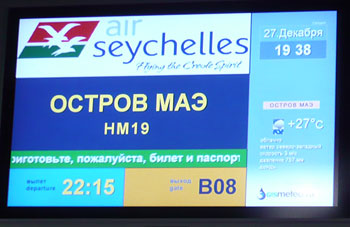 air
seychelles
Flying the Creole Spirit
27.Декабря
19 38
ОСТРОВ МАЭ
HM19
ОСТРОВ МАЭ
+27°C
риготовьте, пожалуйста, билет и паспорт
вылет
departure
22:15
выход
gate
B08